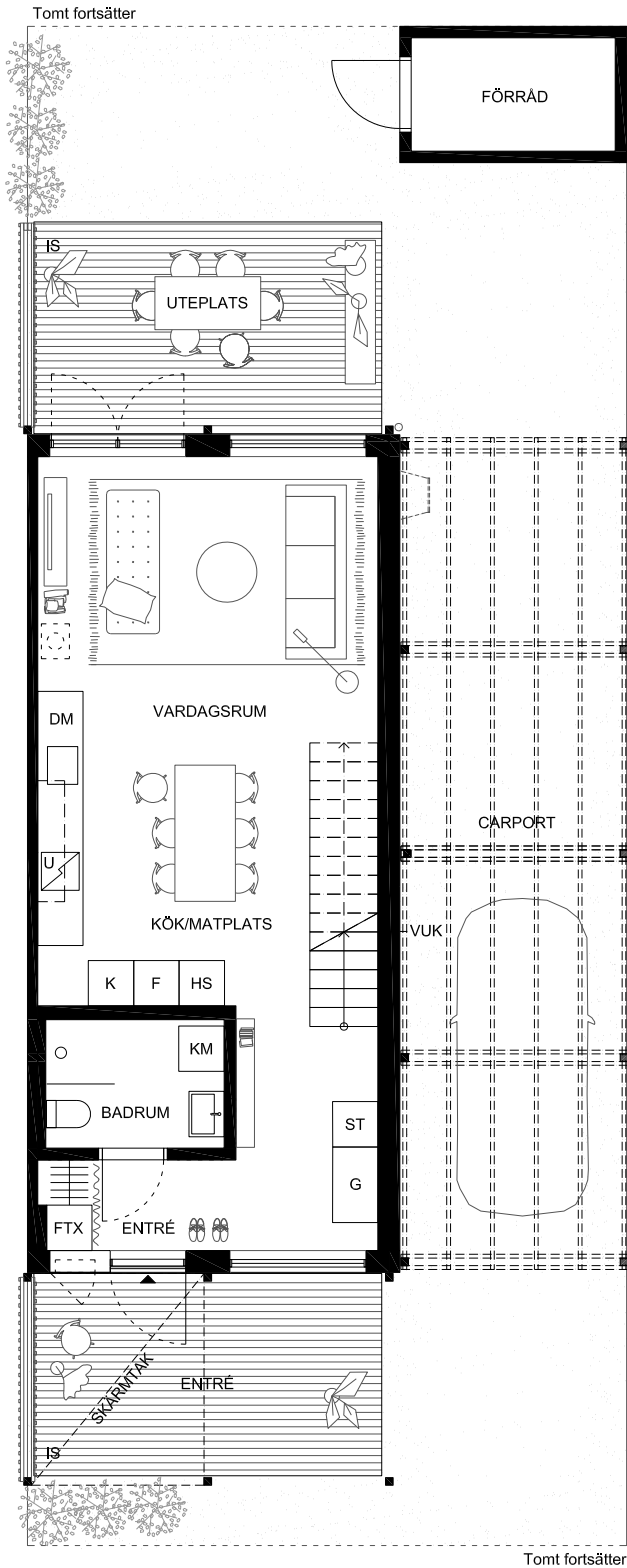 Tomt fortsätter
FÖRRÅD
IS
UTEPLATS
VARDAGSRUM
DM
CARPORT
U
KÖK/MATPLATS
VUK
K
F
HS
KM
BADRUM
ST
G
FTX
ENTRÉ
ENTRÉ
SKÄRMTAK
IS
Tomt fortsätter